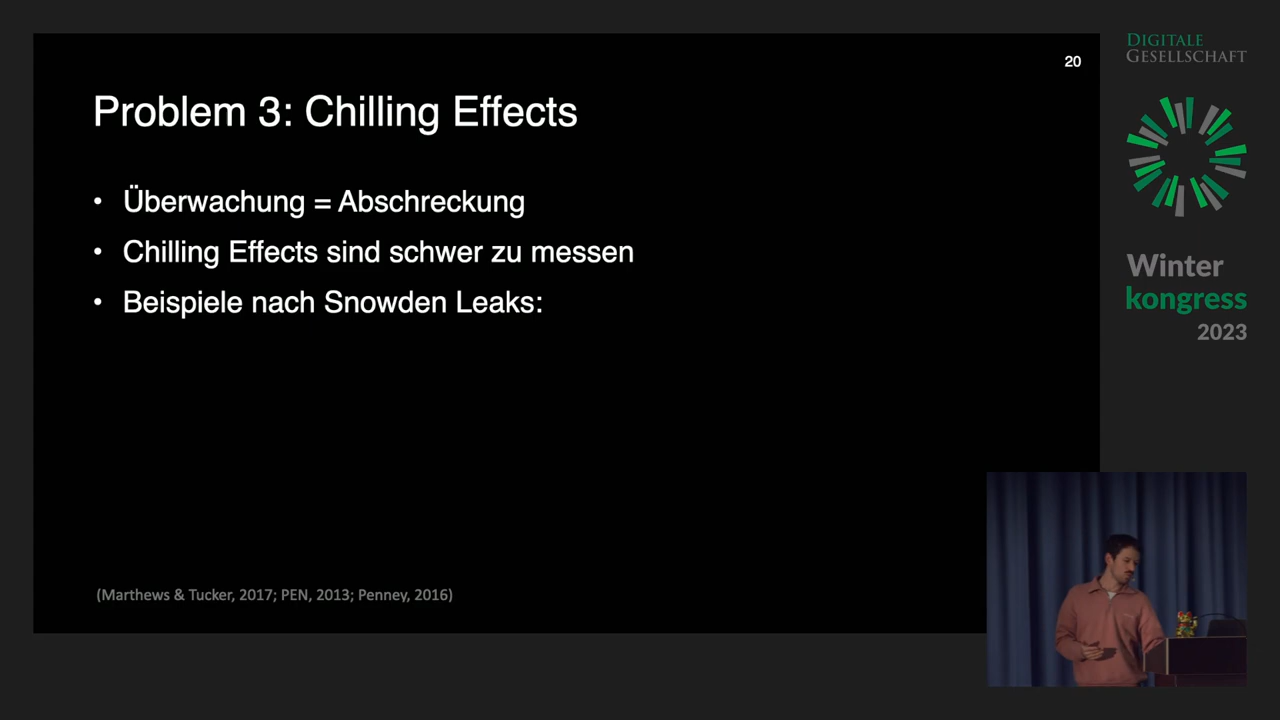 20
Problem 3: Chilling Effects
• Überwachung = Abschreckung
• Chilling Effects sind schwer zu messen
• Beispiele nach Snowden Leaks:
(Marthews & Tucker, 2017; PEN, 2013; Penney, 2016)
DIGITALE
GESELLSCHAFT
Winter
kongress
2023